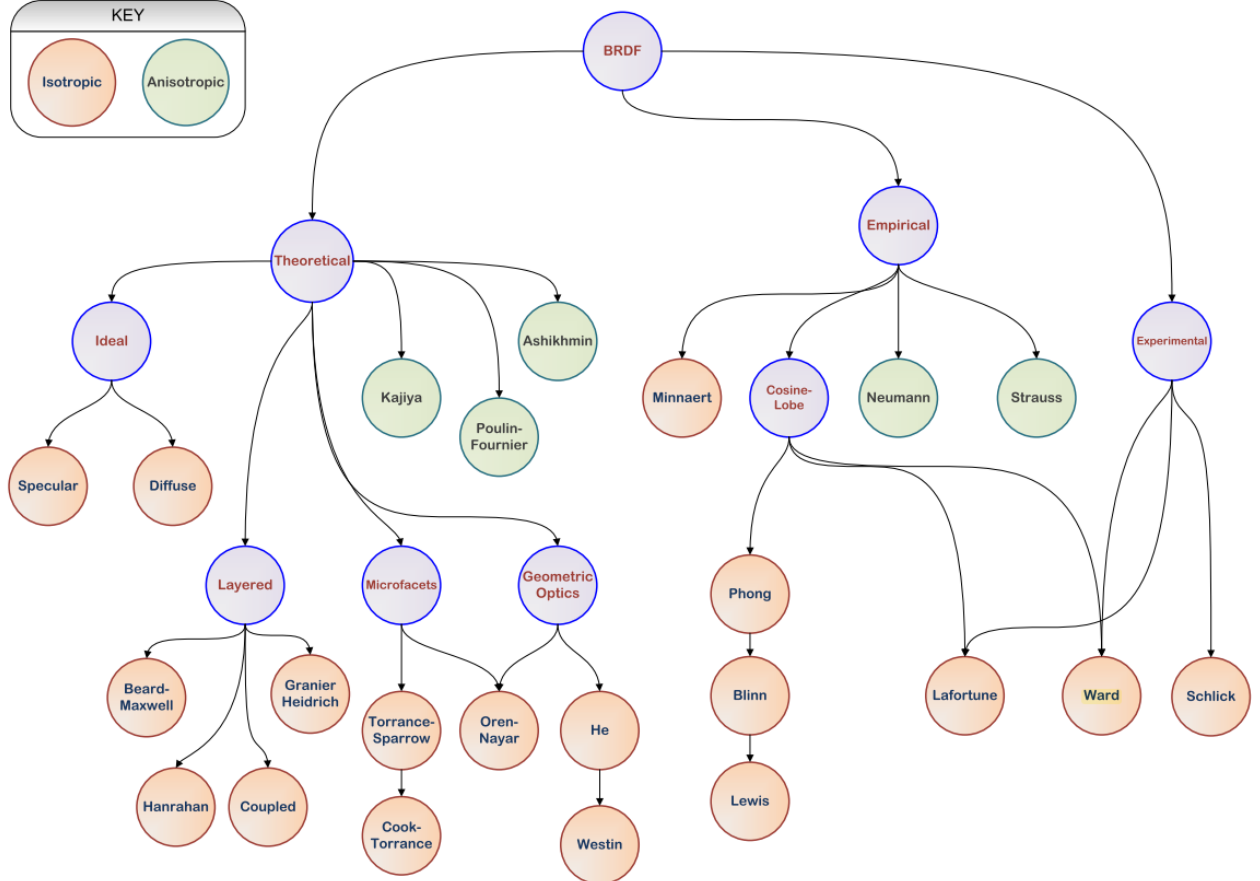 KEY
Isotropic
Anisotropic
BRDF
Empirical
Theoretical
Ideal
Ashikhmin
Experimental
Kajiya
Minnaert
Cosine-
Lobe
Neumann
Strauss
Poulin-
Fournier
Specular
Diffuse
Layered
Microfacets
Geometric
Optics
Phong
Beard-
Maxwell
Granier
Heidrich
Torrance-
Sparrow
Oren-
Nayar
He
Blinn
Lafortune
Ward
Schlick
Hanrahan
Coupled
Cook-
Torrance
Westin
Lewis